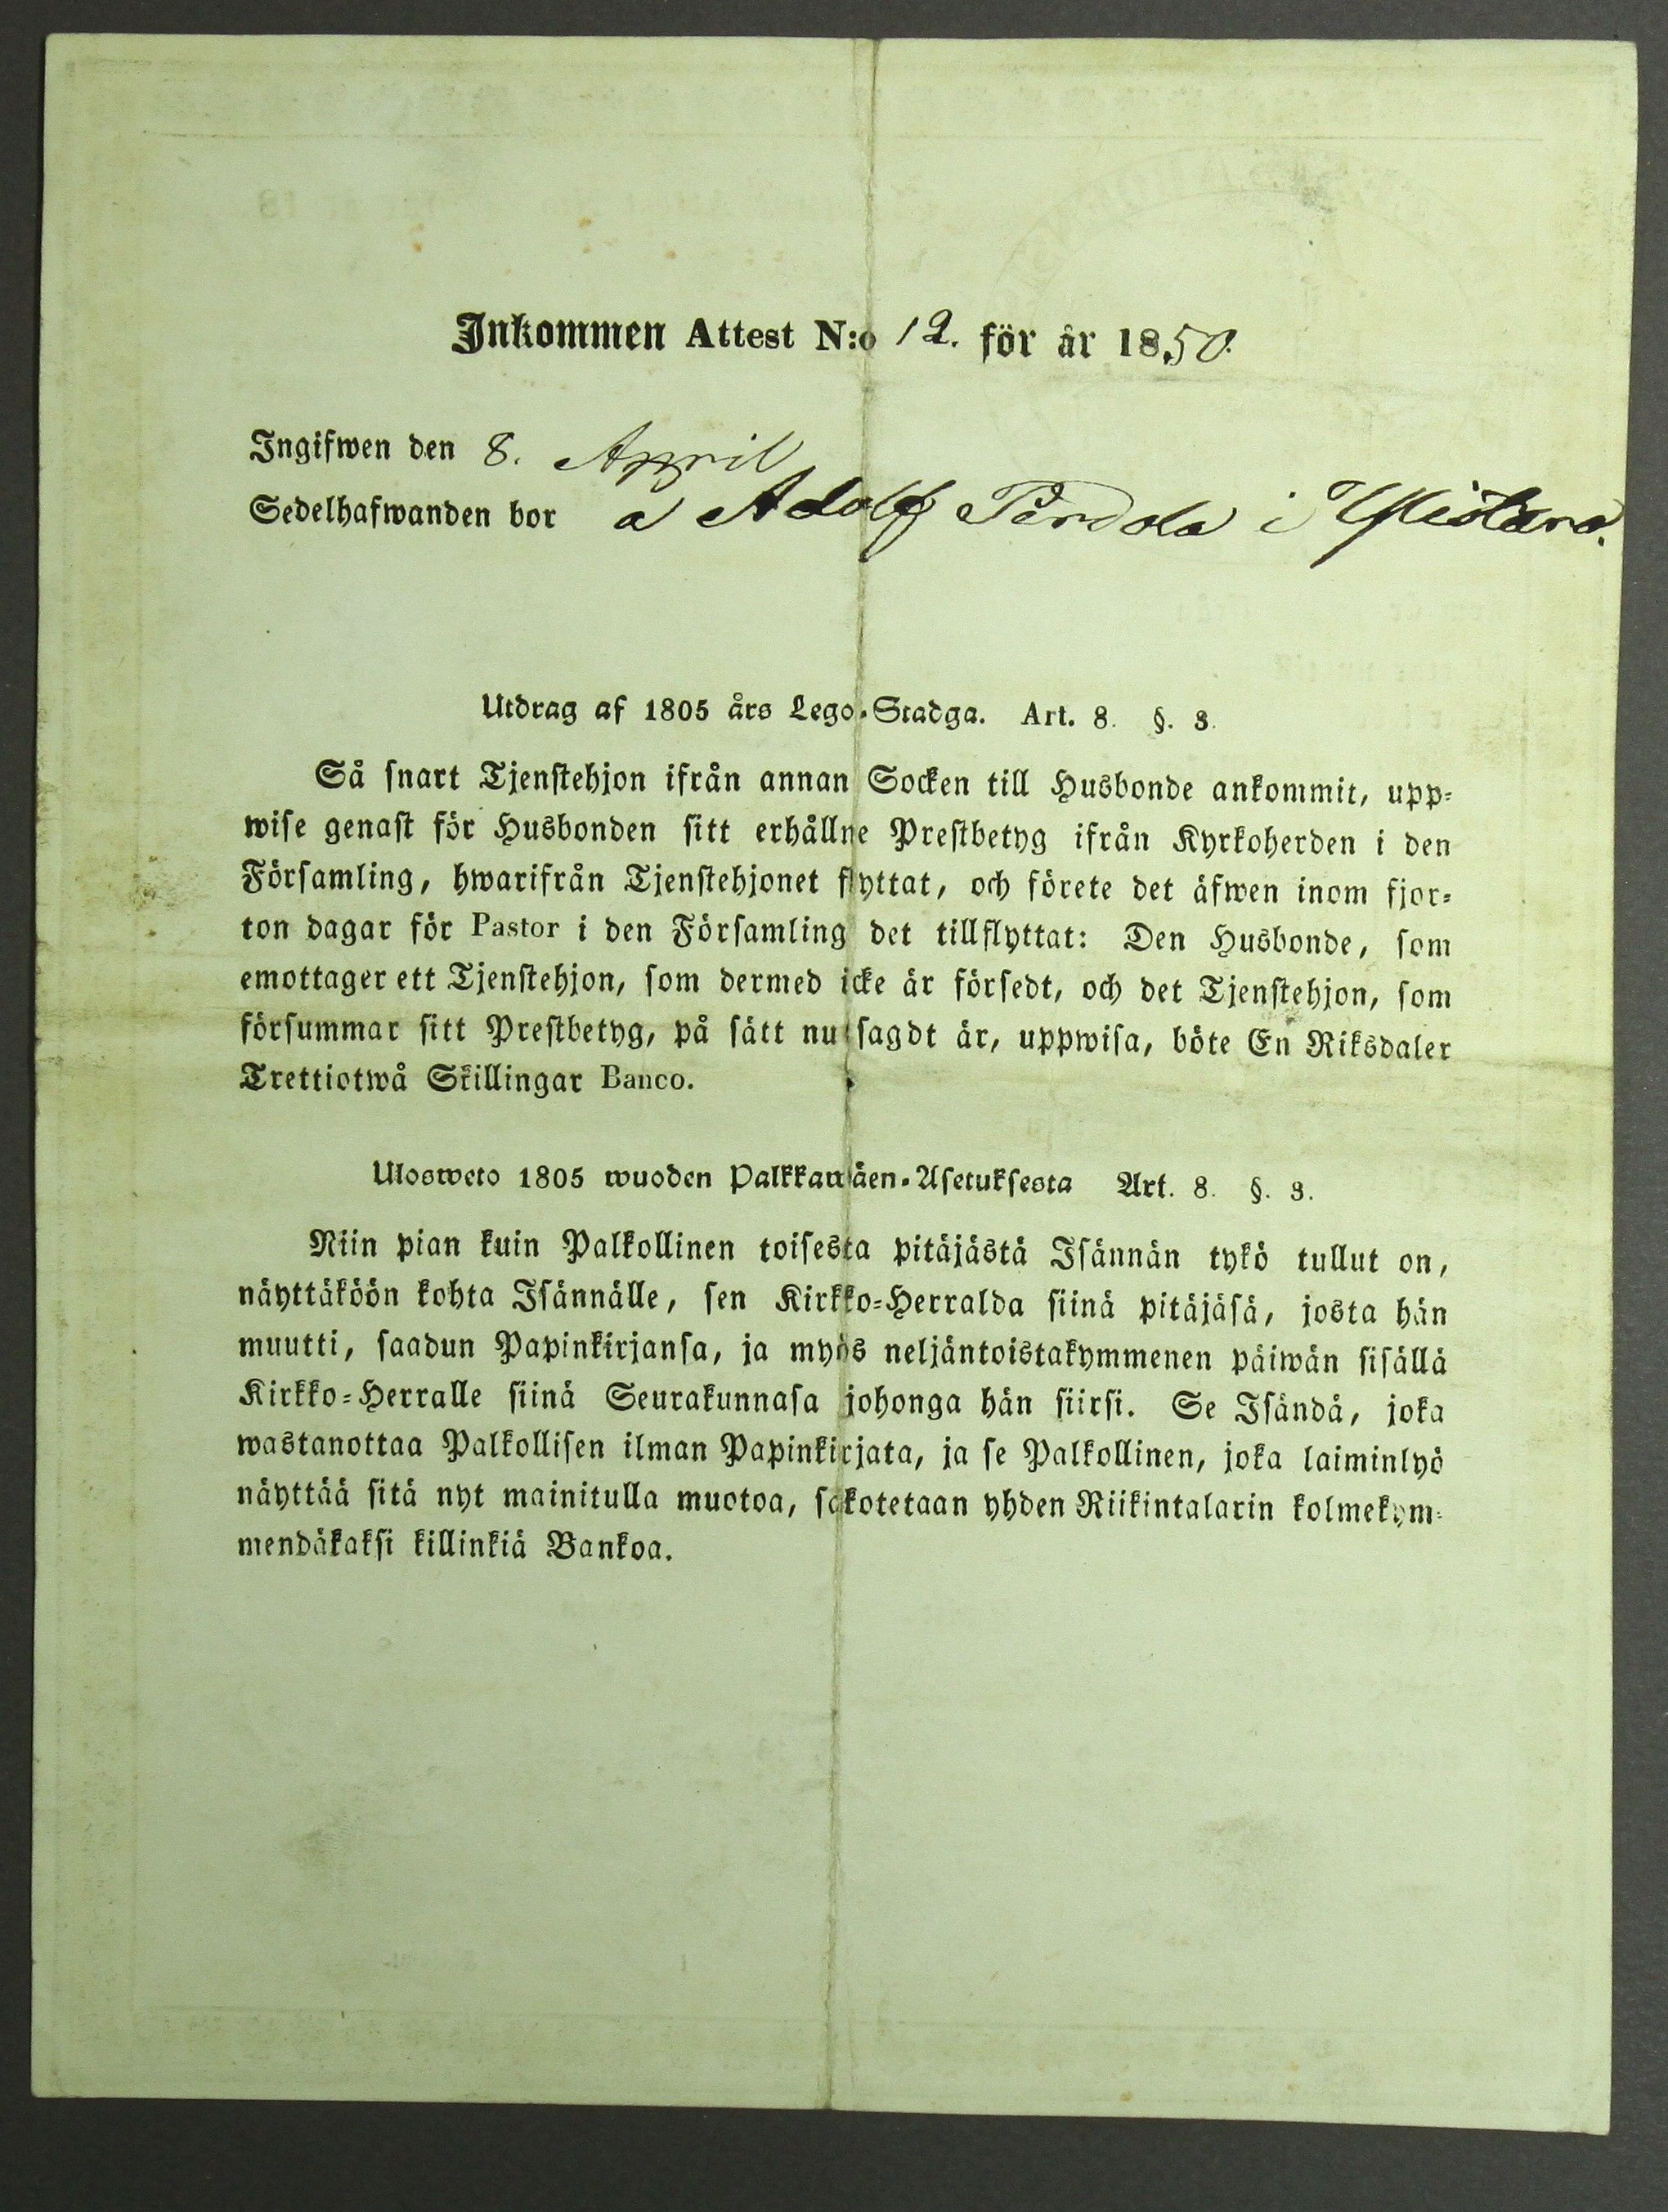 Inkommen Attest N:o 12. för år 1850.
Ingifwen den 8. April
Sedelhafwanden bor å Adolf Perdola i
Utdrag af 1805 års Lego-Stadga. Art. 8. §. 3.
Så snart Tjenstehjon ifrån annan Socken till Husbonde ankommit, upp-
wise genast för Husbonden sitt erhållne Prestbetyg ifrån Kyrkoherden i den
Församling, hwarifrån Tjenstehjonet flyttat, och förete det äfwen inom fjor-
ton dagar för Pastor i den Församling det tillflyttat: Den Husbonde, som
emottager ett Tjenstehjon, som dermed icke är försedt, och det Tjenstehjon, som
försummar sitt Prestbetyg, på sätt nu sagdt är, uppwisa, böte En Riksdaler
Trettiotwå Skillingar Banco.
Ulosweto 1805 wuoden Palkkawäen-Asetuksesta Art. 8. §. 3.
Niin pian kuin Palkollinen toisesta pitäjästä Isännän tykö tullut on,
näyttäköön kohta Isännälle, sen Kirkko-Herralda siinä pitäjäsä, josta hän
muutti, saadun Papinkirjansa, ja myös neljäntoistakymmenen päiwän sisällä
Kirkko-Herralle siinä Seurakunnasa johonga hän siirsi. Se Isändä, joka
wastanottaa Palkollisen ilman Papinkirjata, ja se Palkollinen, joka laiminlyö
näyttää sitä nyt mainitulla muotoa, sakotetaan yhden Riikintalarin kolmekym-
mendäkaksi killinkiä Bankoa.